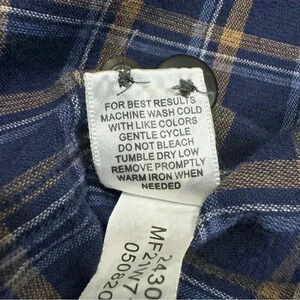 FOR BEST RESULTS
MACHINE WASH COLD
WITH LIKE COLORS
GENTLE CYCLE
DO NOT BLEACH
TUMBLE DRY LOW
REMOVE PROMPTLY
WARM IRON WHEN
NEEDED